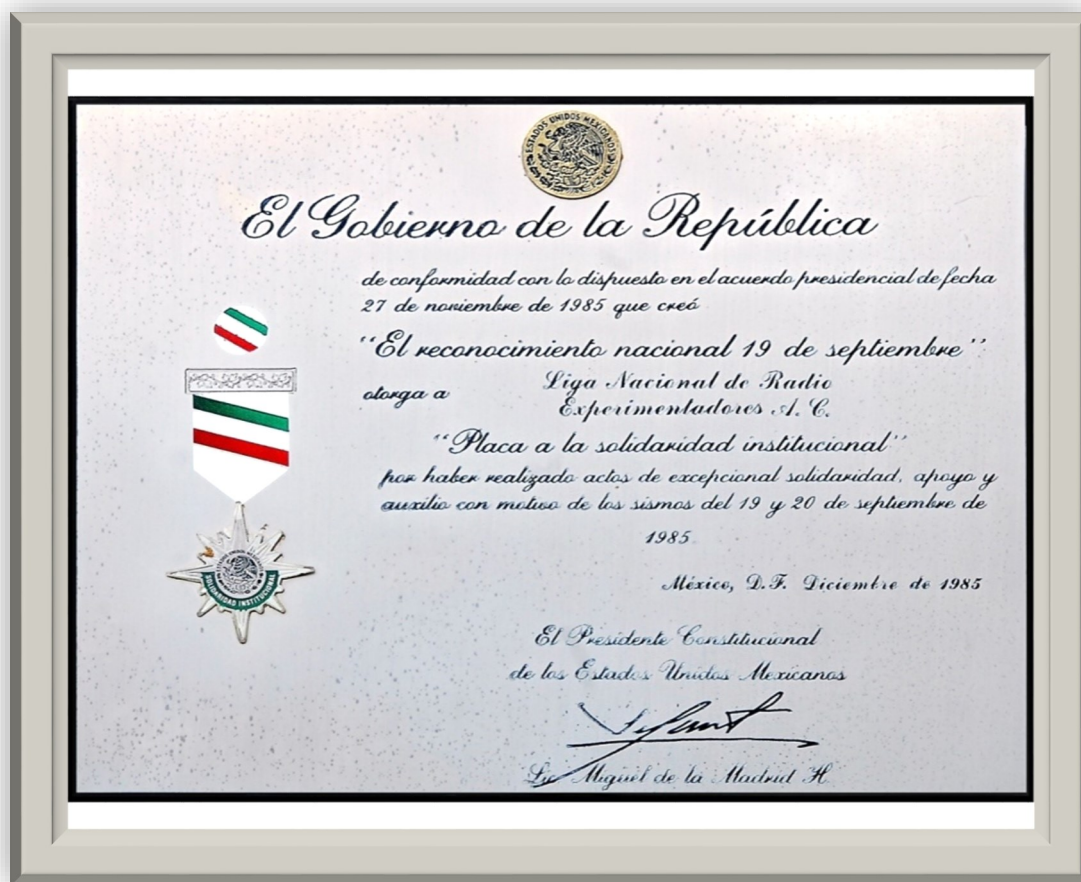 ESTADOS UNIDOS MEXICANOS
El Gobierno de la República
de conformidad con lo dispuesto en el acuerdo presidencial de fecha
27 de noviembre de 1985 que creó
"El reconocimiento nacional 19 de septiembre"
otorga a Liga Nacional de Radio
Experimentadores A. C.
"Placa a la solidaridad institucional"
por haber realizado actos de excepcional solidaridad, apoyo y
auxilio con motivo de los sismos del 19 y 20 de septiembre de
1985
México, D.F. Diciembre de 1985
El Presidente Constitucional
de los Estados Unidos Mexicanos
Lic Miguel de la Madrid H.
SOLIDARIDAD INSTITUCIONAL